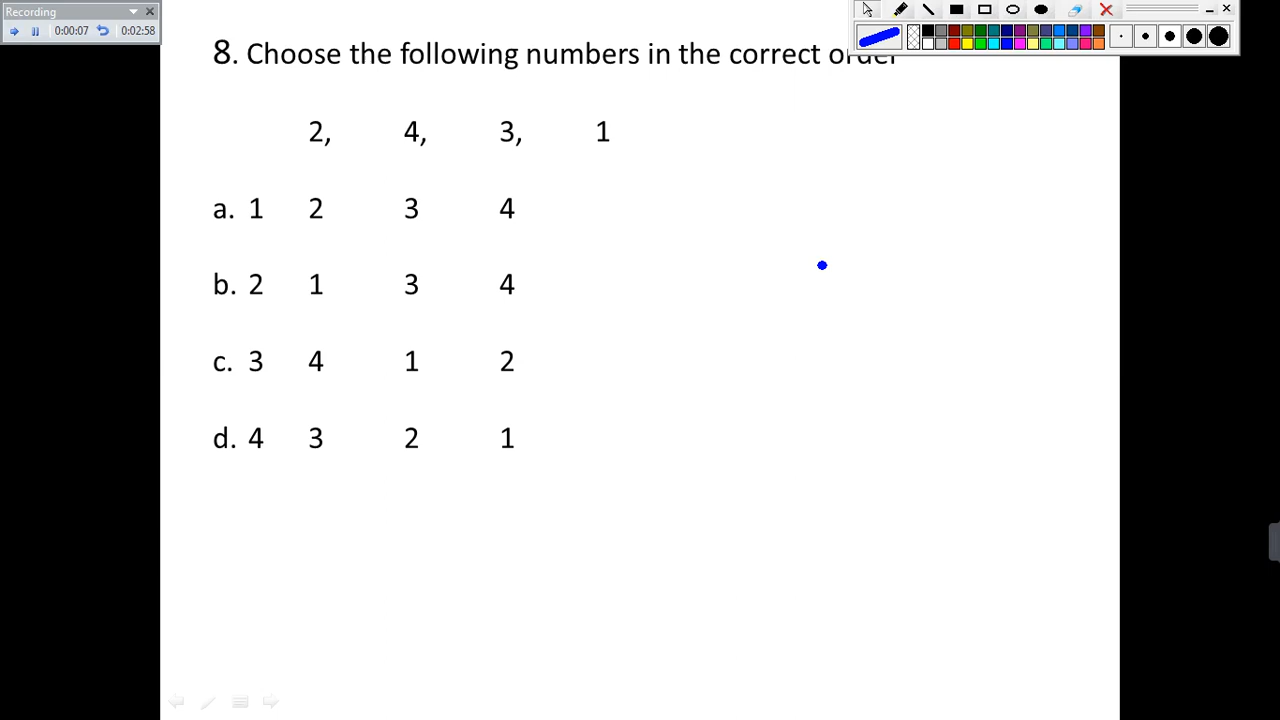 Recording
0:00:07 0:02:58
8. Choose the following numbers in the correct order
2, 4, 3, 1
a. 1 2 3 4
b. 2 1 3 4
c. 3 4 1 2
d. 4 3 2 1